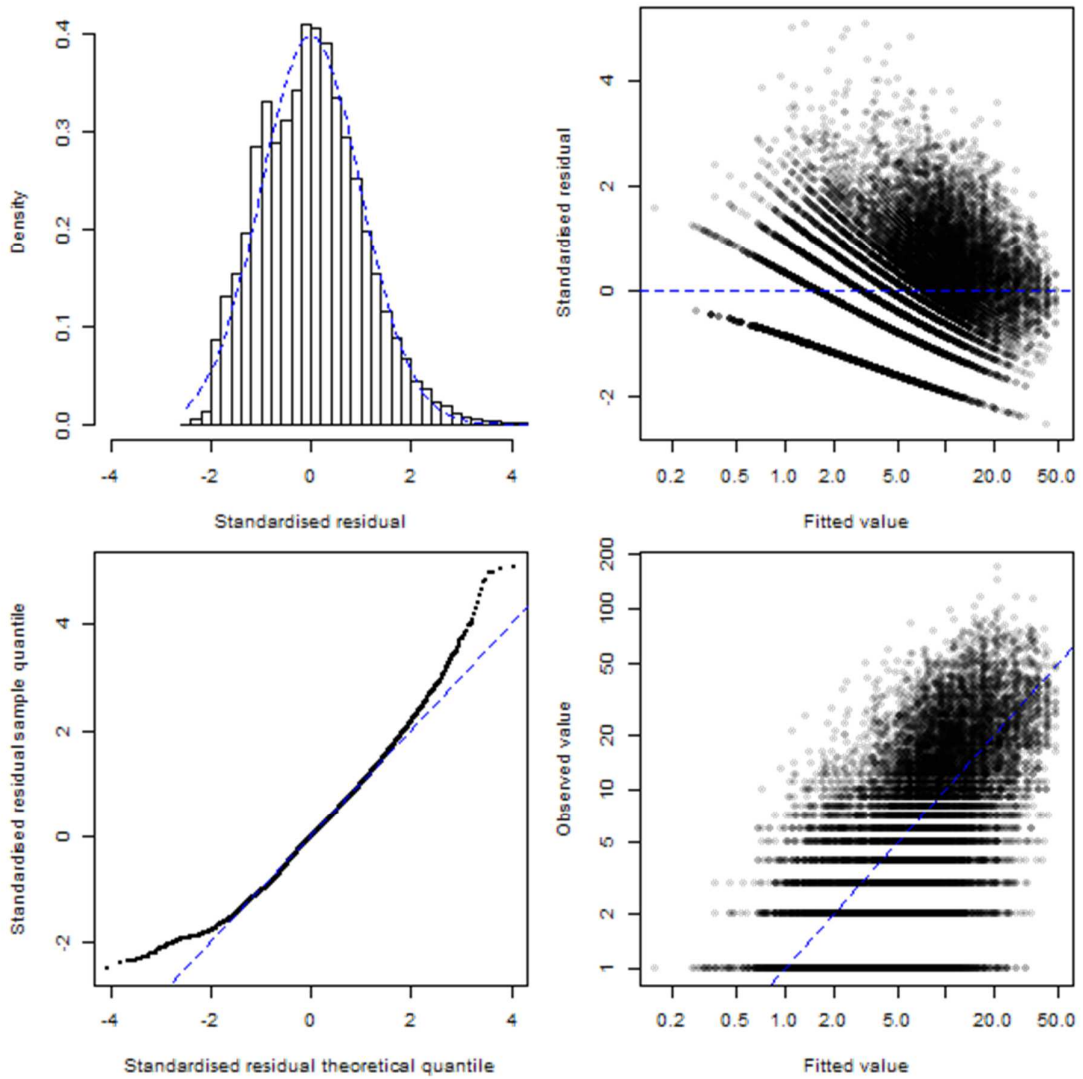 Density
0.0 0.1 0.2 0.3 0.4
-4 -2 0 2 4
Standardised residual
Standardised residual
-2 0 2 4
0.2 0.5 1.0 2.0 5.0 20.0 50.0
Fitted value
Standardised residual sample quantile
-2 0 2 4
-4 -2 0 2 4
Standardised residual theoretical quantile
Observed value
1 2 5 10 20 50 100 200
0.2 0.5 1.0 2.0 5.0 20.0 50.0
Fitted value